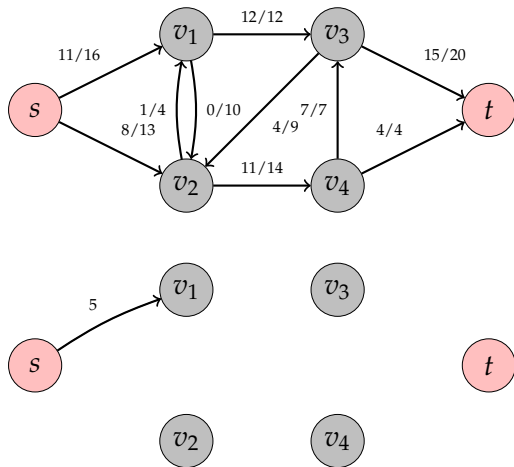 12/12
v1 v3
11/16 15/20
s 1/4 0/10 7/7 t
8/13 4/9 4/4
11/14
v2 v4
v1 v3
5
s t
v2 v4